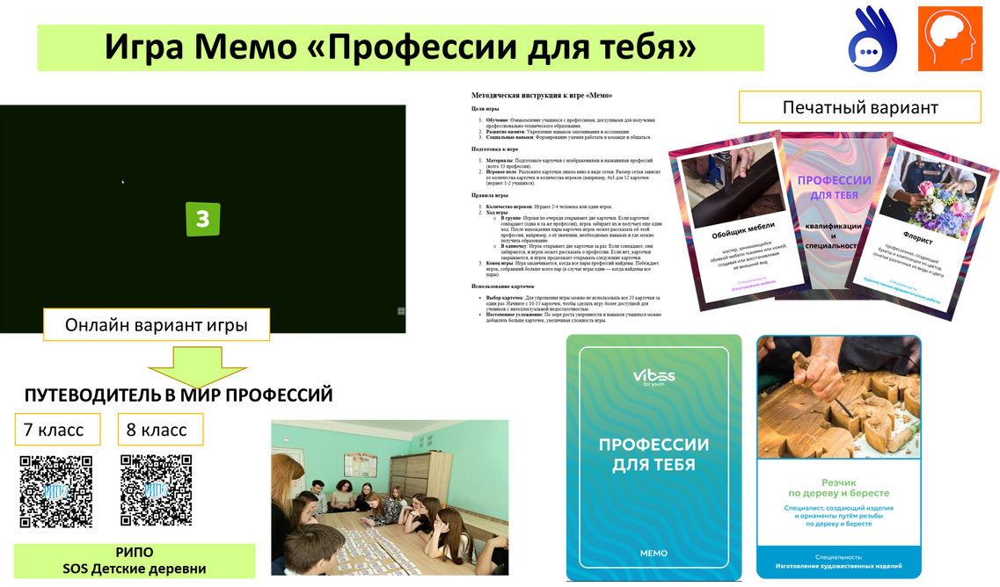 Игра Мемо «Профессии для тебя»
3
Онлайн вариант игры
ПУТЕВОДИТЕЛЬ В МИР ПРОФЕССИЙ
7 класс
8 класс
РИПО
РИПО
РИПО
SOS Детские деревни
Методическая инструкция к игре «Мемо»
Цели игры
1. Обучение: Ознакомление учащихся с профессиями, доступными для получения
профессионально-технического образования.
2. Развитие памяти: Укрепление навыков запоминания и ассоциации.
3. Социальные навыки: Формирование умения работать в команде и общаться.
Подготовка к игре
1. Материалы: Подготовьте карточки с изображениями и названиями профессий
(всего 33 профессии).
2. Игровое поле: Разложите карточки лицом вниз в виде сетки. Размер сетки зависит
от количества карточек и количества игроков (например, 4x3 для 12 карточек
(играют 1-2 учащихся).
Правила игры
1. Количество игроков: Играют 2-4 человека или один игрок.
2. Ход игры:
o В группе: Игроки по очереди открывают две карточки. Если карточки
совпадают (одна и та же профессия), игрок забирает их и получает еще один
ход. После нахождения пары карточек игрок может рассказать об этой
профессии, например, о её значении, необходимых навыках и где можно
получить образование.
o В одиночку: Игрок открывает две карточки за раз. Если совпадают, они
забираются, и игрок может рассказать о профессии. Если нет, карточки
закрываются, и игрок продолжает открывать следующие карточки.
3. Конец игры: Игра заканчивается, когда все пары профессий найдены. Побеждает
игрок, собравший больше всего пар (в случае игры один — когда найдены все
пары).
Использование карточек
• Выбор карточек: Для упрощения игры можно не использовать все 33 карточки за
один раз. Начните с 10-15 карточек, чтобы сделать игру более доступной для
учеников с интеллектуальной недостаточностью.
• Постепенное усложнение: По мере роста уверенности и навыков учащихся можно
добавлять больше карточек, увеличивая сложность игры.
Печатный вариант
Обойщик мебели
мастер, занимающийся
обивкой мебели тканями или кожей,
создавая или восстанавливая
её внешний вид
Специальность:
Изготовление мебели
ПРОФЕССИИ
ДЛЯ ТЕБЯ
квалификации
и
специальност
Флорист
профессионал, создающий
букеты и композиции из цветов,
сочетая различные их виды и цвета
Специальность:
Художественно-оформительские работы
vibes
for youth
ПРОФЕССИИ
ДЛЯ ТЕБЯ
МЕМО
Резчик
по дереву и бересте
Специалист, создающий изделия
и орнаменты путём резьбы
по дереву и бересте
Специальность:
Изготовление художественных изделий